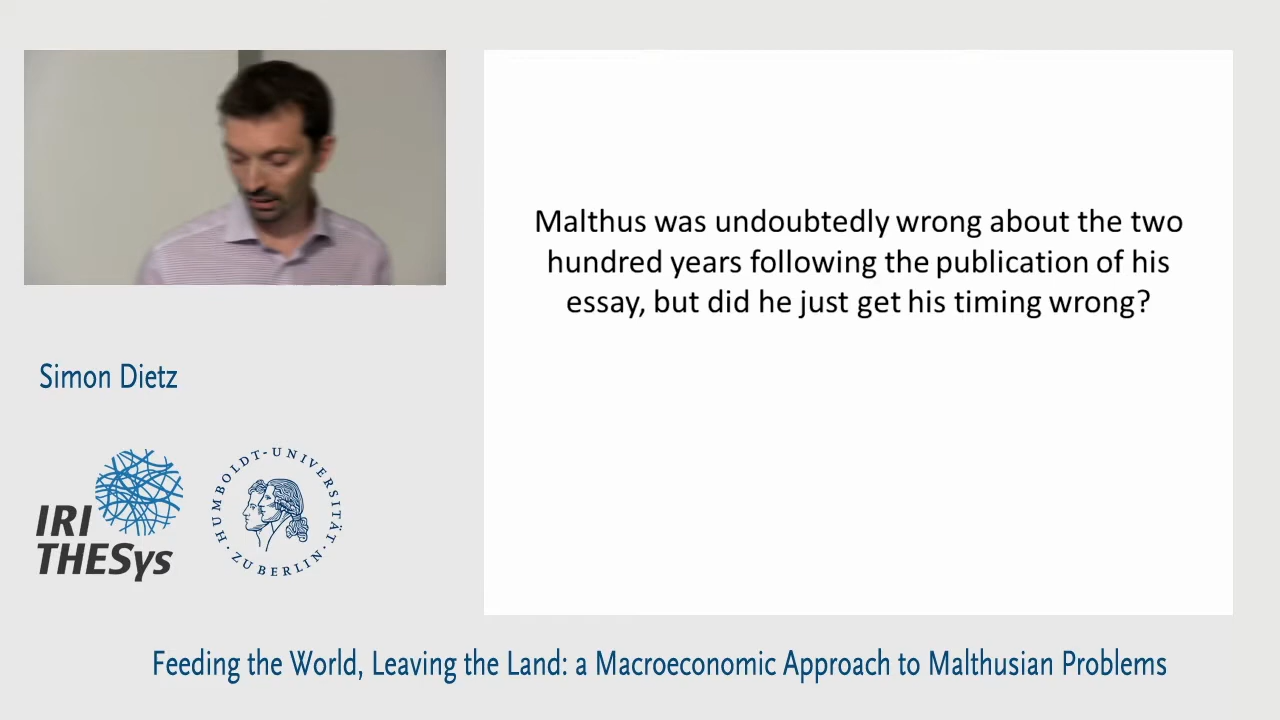 Malthus was undoubtedly wrong about the two
hundred years following the publication of his
essay, but did he just get his timing wrong?
Simon Dietz
IRI
THESys
HUMBOLDT-UNIVERSITÄT
ZU BERLIN
Feeding the World, Leaving the Land: a Macroeconomic Approach to Malthusian Problems